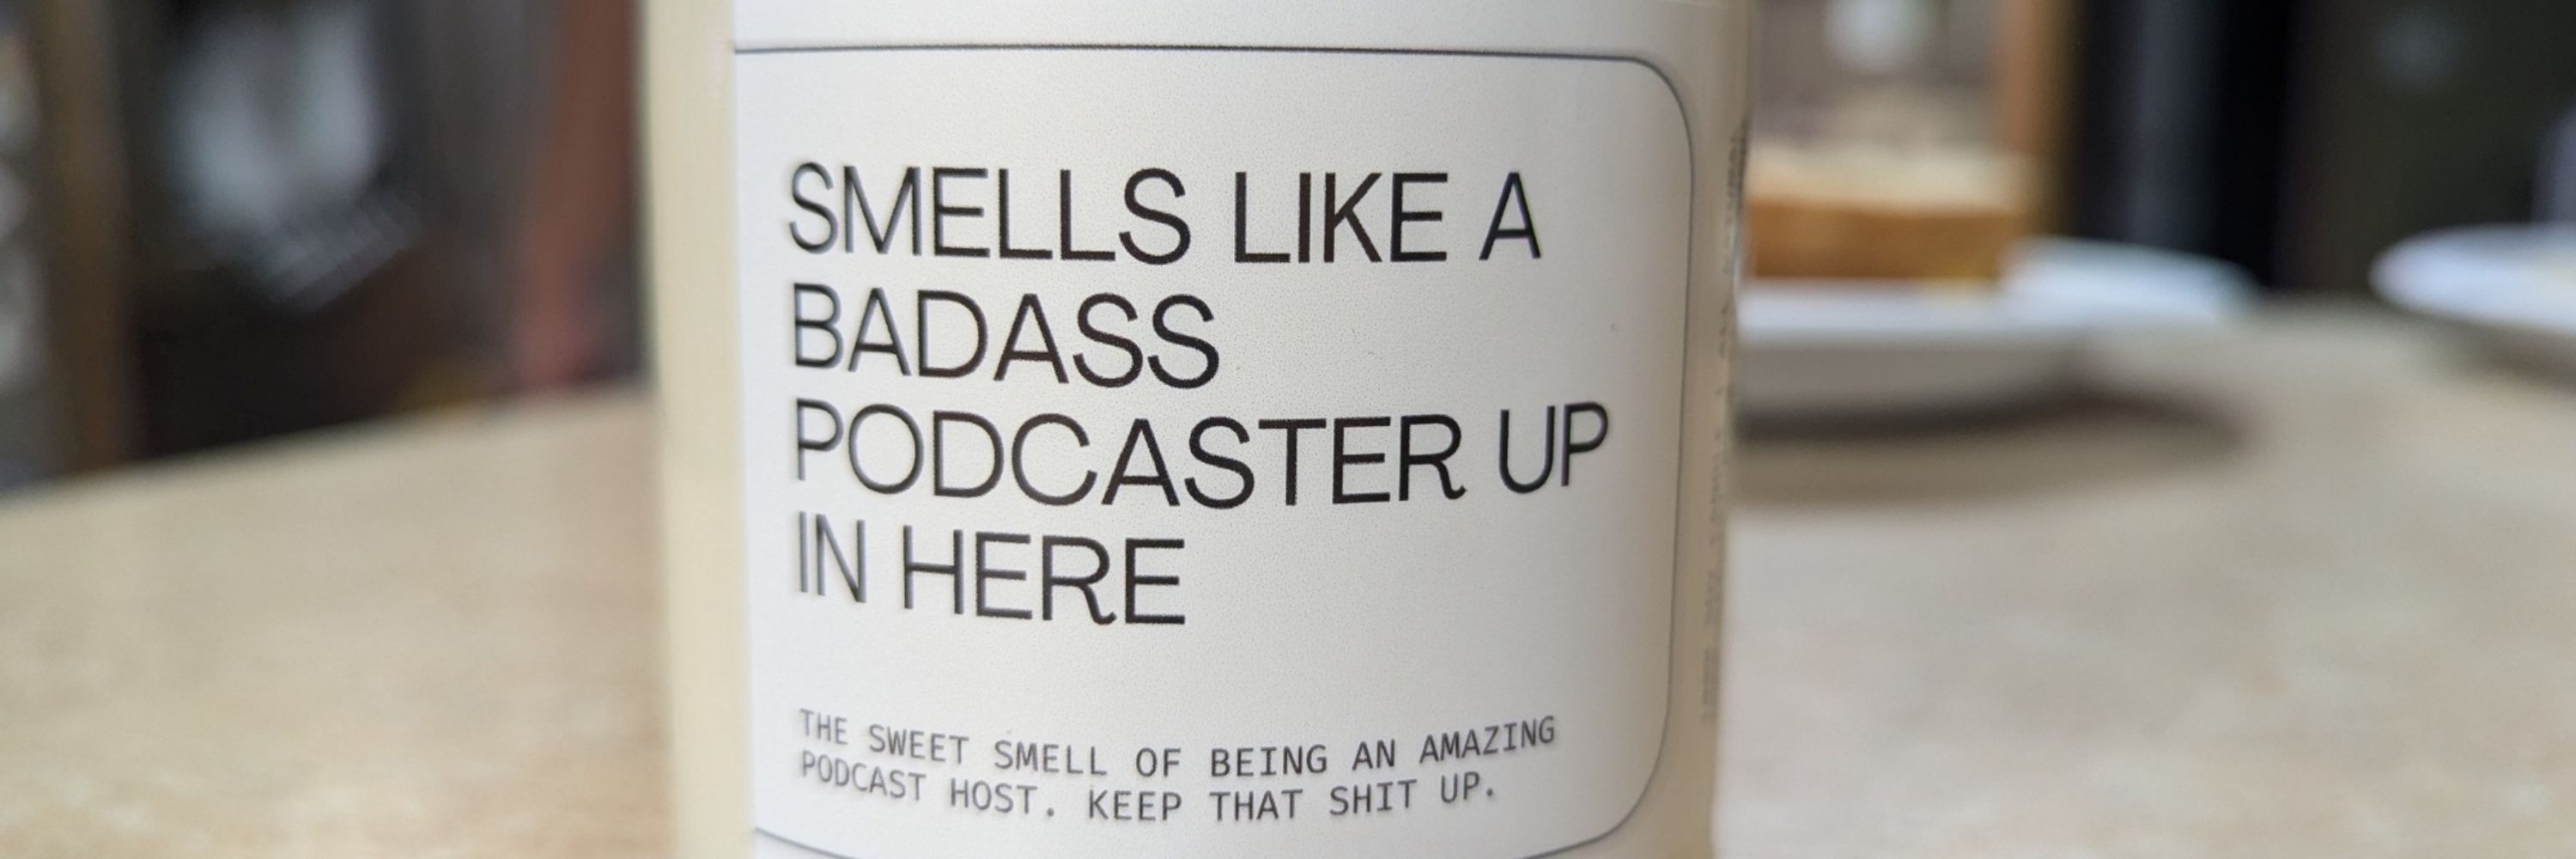 SMELLS LIKE A
BADASS
PODCASTER UP
IN HERE
THE SWEET SMELL OF BEING AN AMAZING
PODCAST HOST. KEEP THAT SHIT UP.